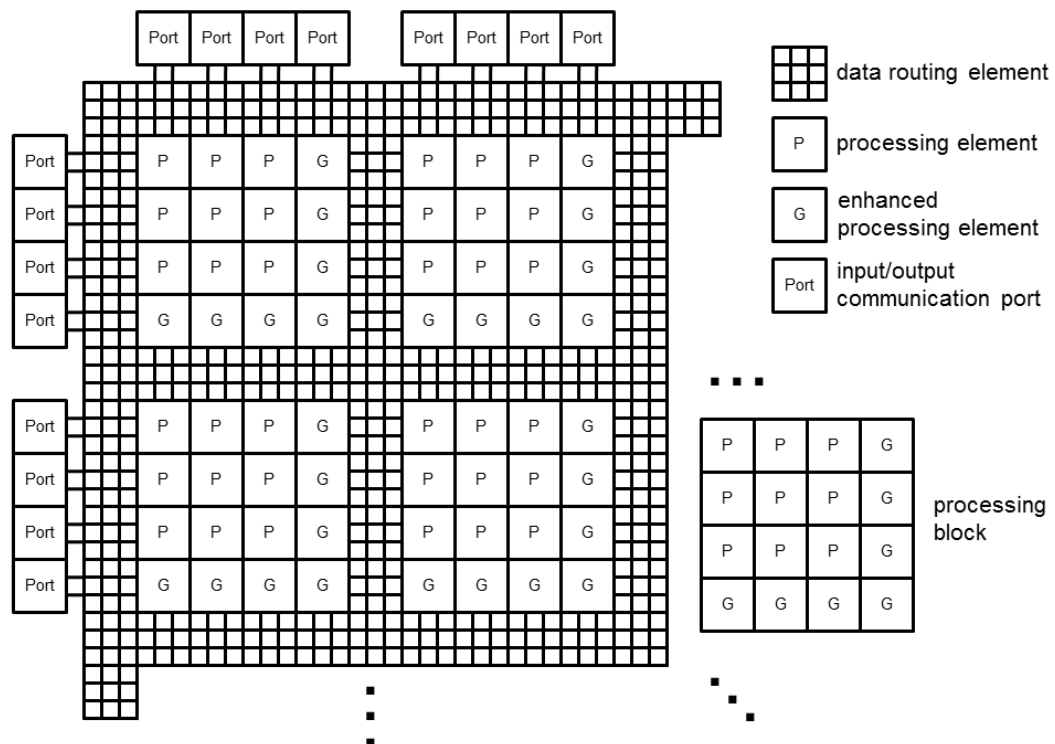 Port Port Port Port Port Port Port Port
data routing element
Port P P P G P P P G
P processing element
Port P P P G P P P G
G enhanced
processing element
Port P P P G P P P G
Port input/output
communication port
Port G G G G G G G G
Port P P P G P P P G
P P P G
Port P P P G P P P G
P P P G
processing
block
Port P P P G P P P G
P P P G
Port G G G G G G G G
G G G G